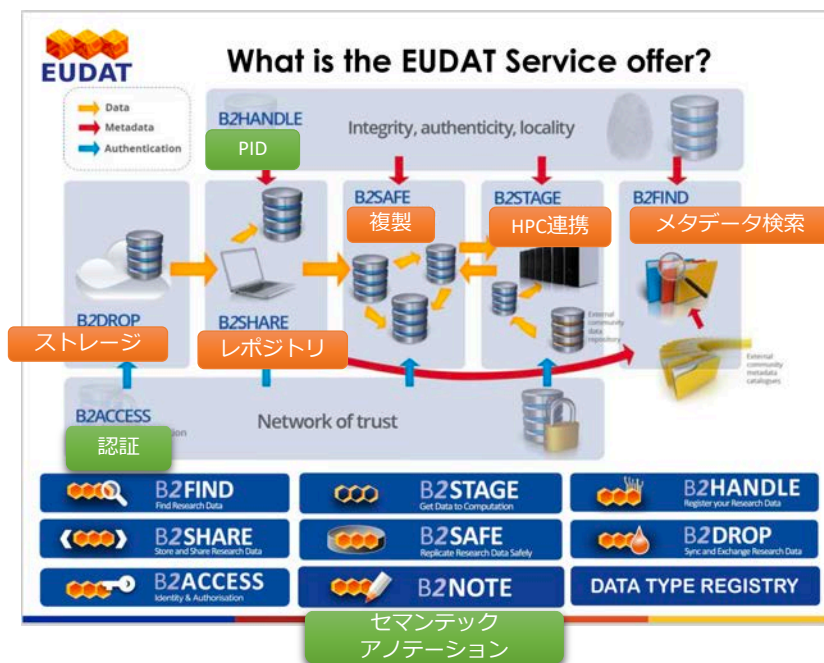 EUDAT
What is the EUDAT Service offer?
Data
Metadata
Authentication
B2HANDLE
PID
Integrity, authenticity, locality
B2SAFE
複製
B2STAGE
HPC連携
B2FIND
メタデータ検索
B2DROP
ストレージ
B2SHARE
レポジトリ
External
community
data
repository
External
community
metadata
catalogues
B2ACCESS
認証
Network of trust
B2FIND
Find Research Data
B2STAGE
Get Data to Computation
B2HANDLE
Register your Research Data
B2SHARE
Store and Share Research Data
B2SAFE
Replicate Research Data Safely
B2DROP
Sync and Exchange Research Data
B2ACCESS
Identity & Authorisation
B2NOTE
DATA TYPE REGISTRY
セマンテック
アノテーション